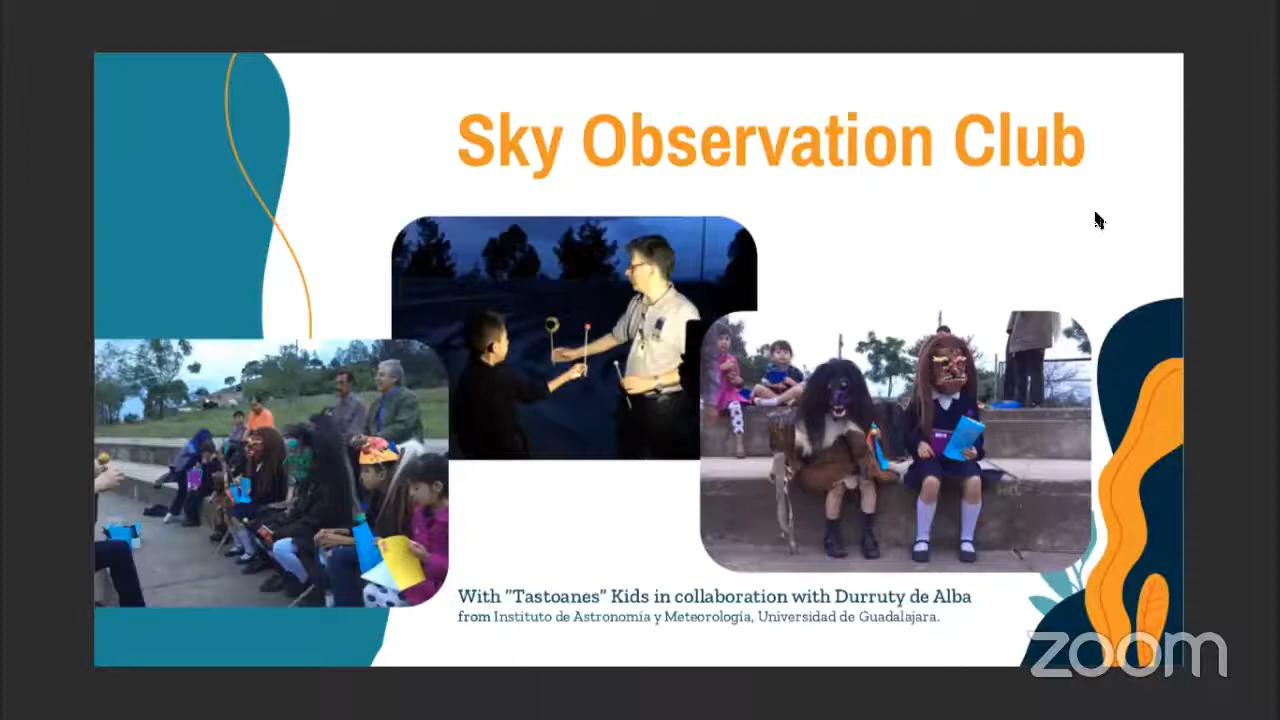 Sky Observation Club
With "Tastoanes" Kids in collaboration with Durruty de Alba
from Instituto de Astronomía y Meteorología, Universidad de Guadalajara.
zoom